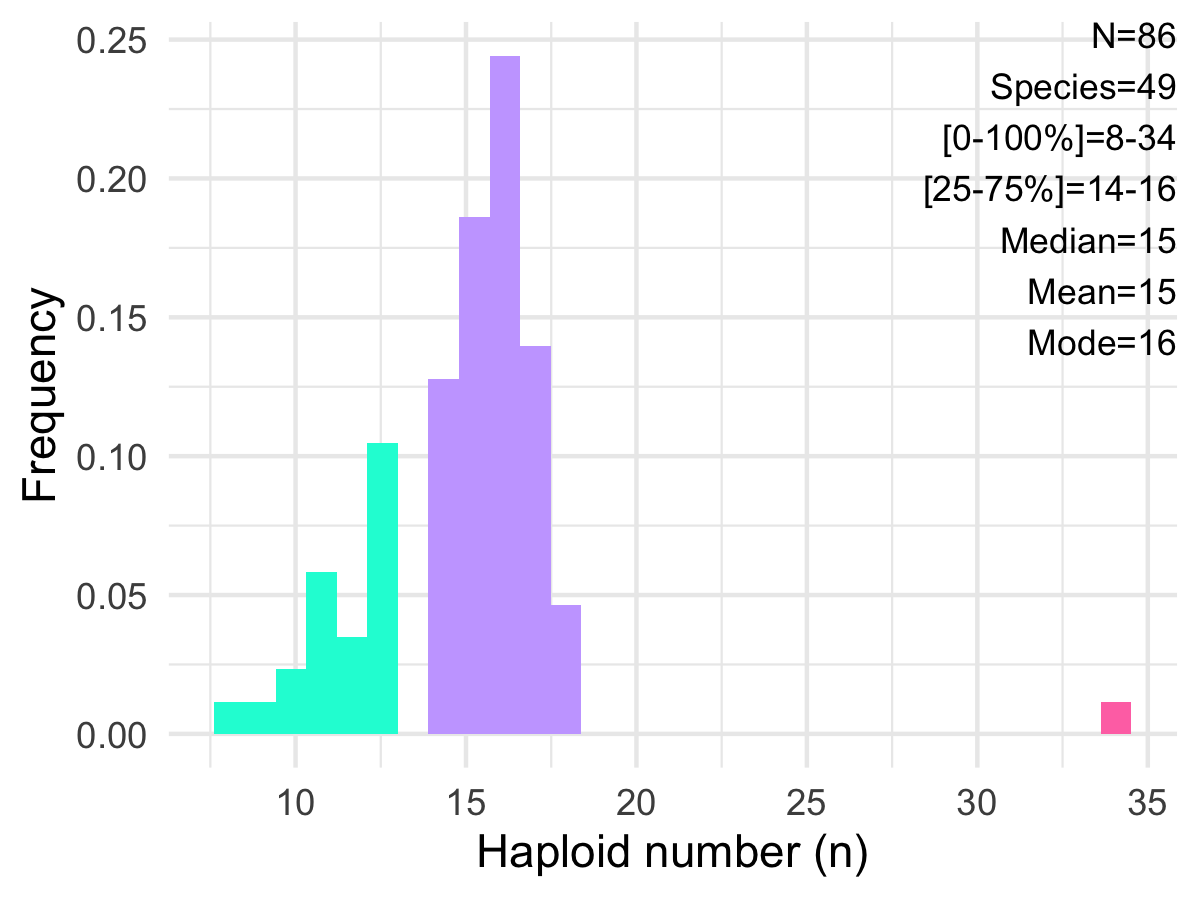 N=86
Species=49
[0-100%]=8-34
[25-75%]=14-16
Median=15
Mean=15
Mode=16
Frequency
0.25
0.20
0.15
0.10
0.05
0.00
10 15 20 25 30 35
Haploid number (n)